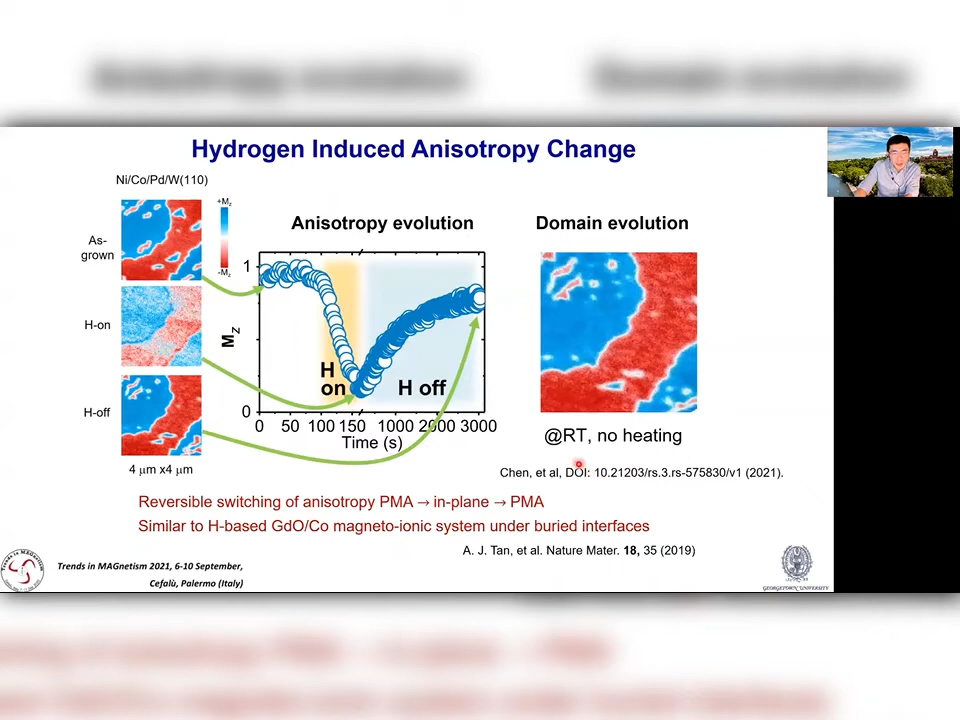 Anisotropy evolution
Domain evolution
Hydrogen Induced Anisotropy Change
Ni/Co/Pd/W(110)
As-
grown
H-on
H-off
4 μm x4 μm
+Mz
-Mz
Anisotropy evolution
1
0
Mz
H
on
H off
0 50 100 150 1000 2000 3000
Time (s)
Domain evolution
@RT, no heating
Chen, et al, DOI: 10.21203/rs.3.rs-575830/v1 (2021).
Reversible switching of anisotropy PMA → in-plane → PMA
Similar to H-based GdO/Co magneto-ionic system under buried interfaces
A. J. Tan, et al. Nature Mater. 18, 35 (2019)
Trends in MAGnetism 2021, 6-10 September,
Cefalù, Palermo (Italy)
GEORGETOWN UNIVERSITY